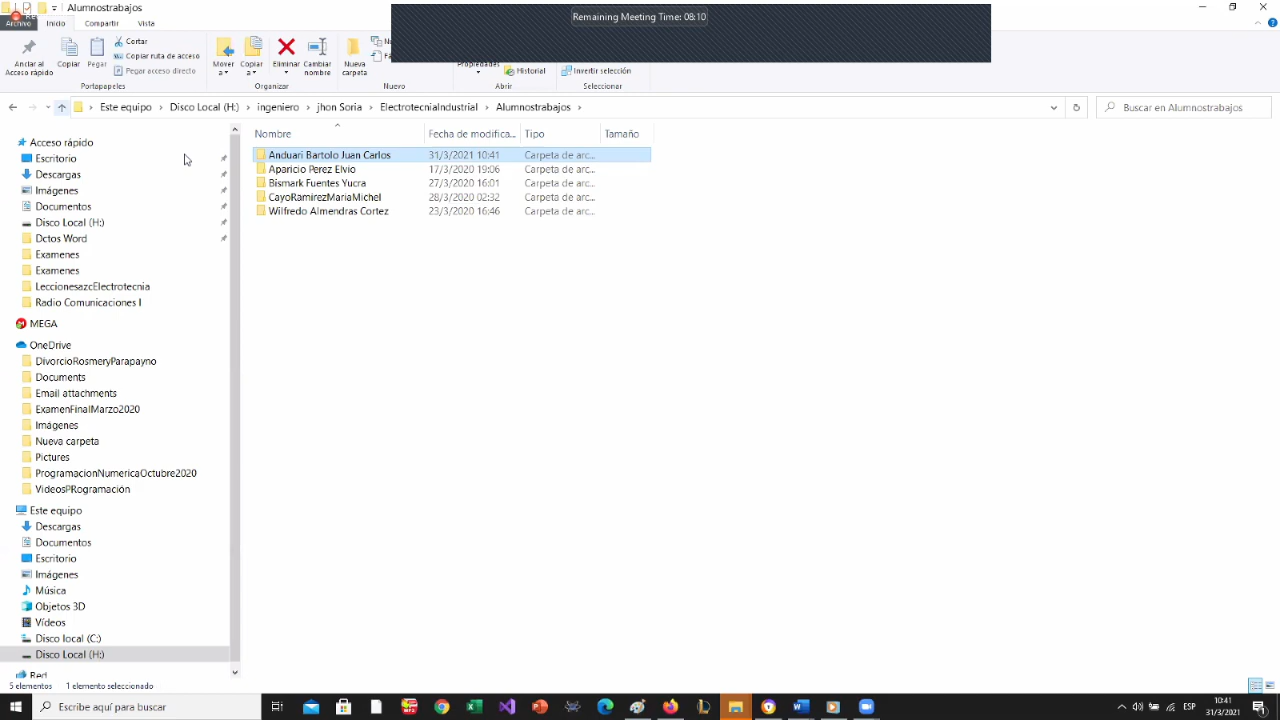 Alumnostrabajos
Remaining Meeting Time: 08:10
Archivo Inicio Compartir Vista
Anclar al Acceso rápido
Copiar
Pegar
Cortar
Copiar ruta de acceso
Pegar acceso directo
Mover a
Copiar a
Eliminar
Cambiar nombre
Nueva carpeta
Propiedades
Historial
Invertir selección
Portapapeles Organizar Nuevo Abrir Seleccionar
Este equipo > Disco Local (H:) > ingeniero > jhon Soria > ElectrotecniaIndustrial > Alumnostrabajos >
Buscar en Alumnostrabajos
Nombre Fecha de modifica... Tipo Tamaño
Anduari Bartolo Juan Carlos 31/3/2021 10:41 Carpeta de arc...
Aparicio Perez Elvio 17/3/2020 19:06 Carpeta de arc...
Bismark Fuentes Yucra 27/3/2020 16:01 Carpeta de arc...
CayoRamirezMariaMichel 28/3/2020 02:32 Carpeta de arc...
Wilfredo Almendras Cortez 23/3/2020 16:46 Carpeta de arc...
Acceso rápido
Escritorio
Descargas
Imágenes
Documentos
Disco Local (H:)
Dctos Word
Examenes
Examenes
LeccionesazcElectrotecnia
Radio Comunicaciones I
MEGA
OneDrive
DivorcioRosmeryParapayno
Documents
Email attachments
ExamenFinalMarzo2020
Imágenes
Nueva carpeta
Pictures
ProgramacionNumericaOctubre2020
VideosPRogramación
Este equipo
Descargas
Documentos
Escritorio
Imágenes
Música
Objetos 3D
Vídeos
Disco Local (C:)
Disco Local (H:)
Red
5 elementos 1 elemento seleccionado
Escribe aquí para buscar
ESP
10:41
31/3/2021